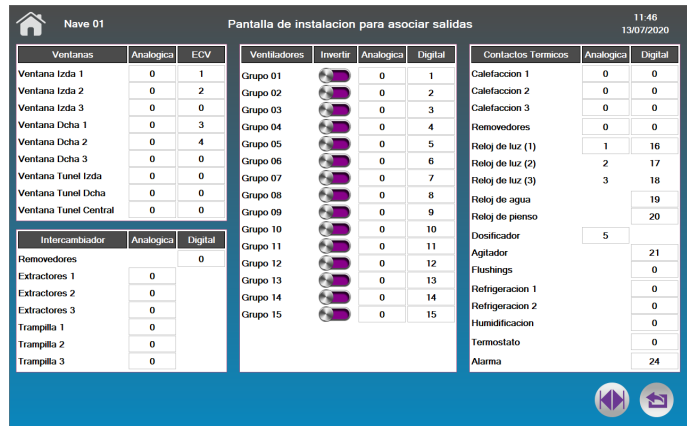 Nave 01
Pantalla de instalacion para asociar salidas
11:46
13/07/2020
Ventanas Analogica ECV
Ventana Izda 1 0 1
Ventana Izda 2 0 2
Ventana Izda 3 0 0
Ventana Dcha 1 0 3
Ventana Dcha 2 0 4
Ventana Dcha 3 0 0
Ventana Tunel Izda 0 0
Ventana Tunel Dcha 0 0
Ventana Tunel Central 0 0
Intercambiador Analogica Digital
Removedores 0
Extractores 1 0
Extractores 2 0
Extractores 3 0
Trampilla 1 0
Trampilla 2 0
Trampilla 3 0
Ventiladores Invertir Analogica Digital
Grupo 01 0 1
Grupo 02 0 2
Grupo 03 0 3
Grupo 04 0 4
Grupo 05 0 5
Grupo 06 0 6
Grupo 07 0 7
Grupo 08 0 8
Grupo 09 0 9
Grupo 10 0 10
Grupo 11 0 11
Grupo 12 0 12
Grupo 13 0 13
Grupo 14 0 14
Grupo 15 0 15
Contactos Termicos Analogica Digital
Calefaccion 1 0 0
Calefaccion 2 0 0
Calefaccion 3 0 0
Removedores 0 0
Reloj de luz (1) 1 16
Reloj de luz (2) 2 17
Reloj de luz (3) 3 18
Reloj de agua 19
Reloj de pienso 20
Dosificador 5
Agitador 21
Flushings 0
Refrigeracion 1 0
Refrigeracion 2 0
Humidificacion 0
Termostato 0
Alarma 24